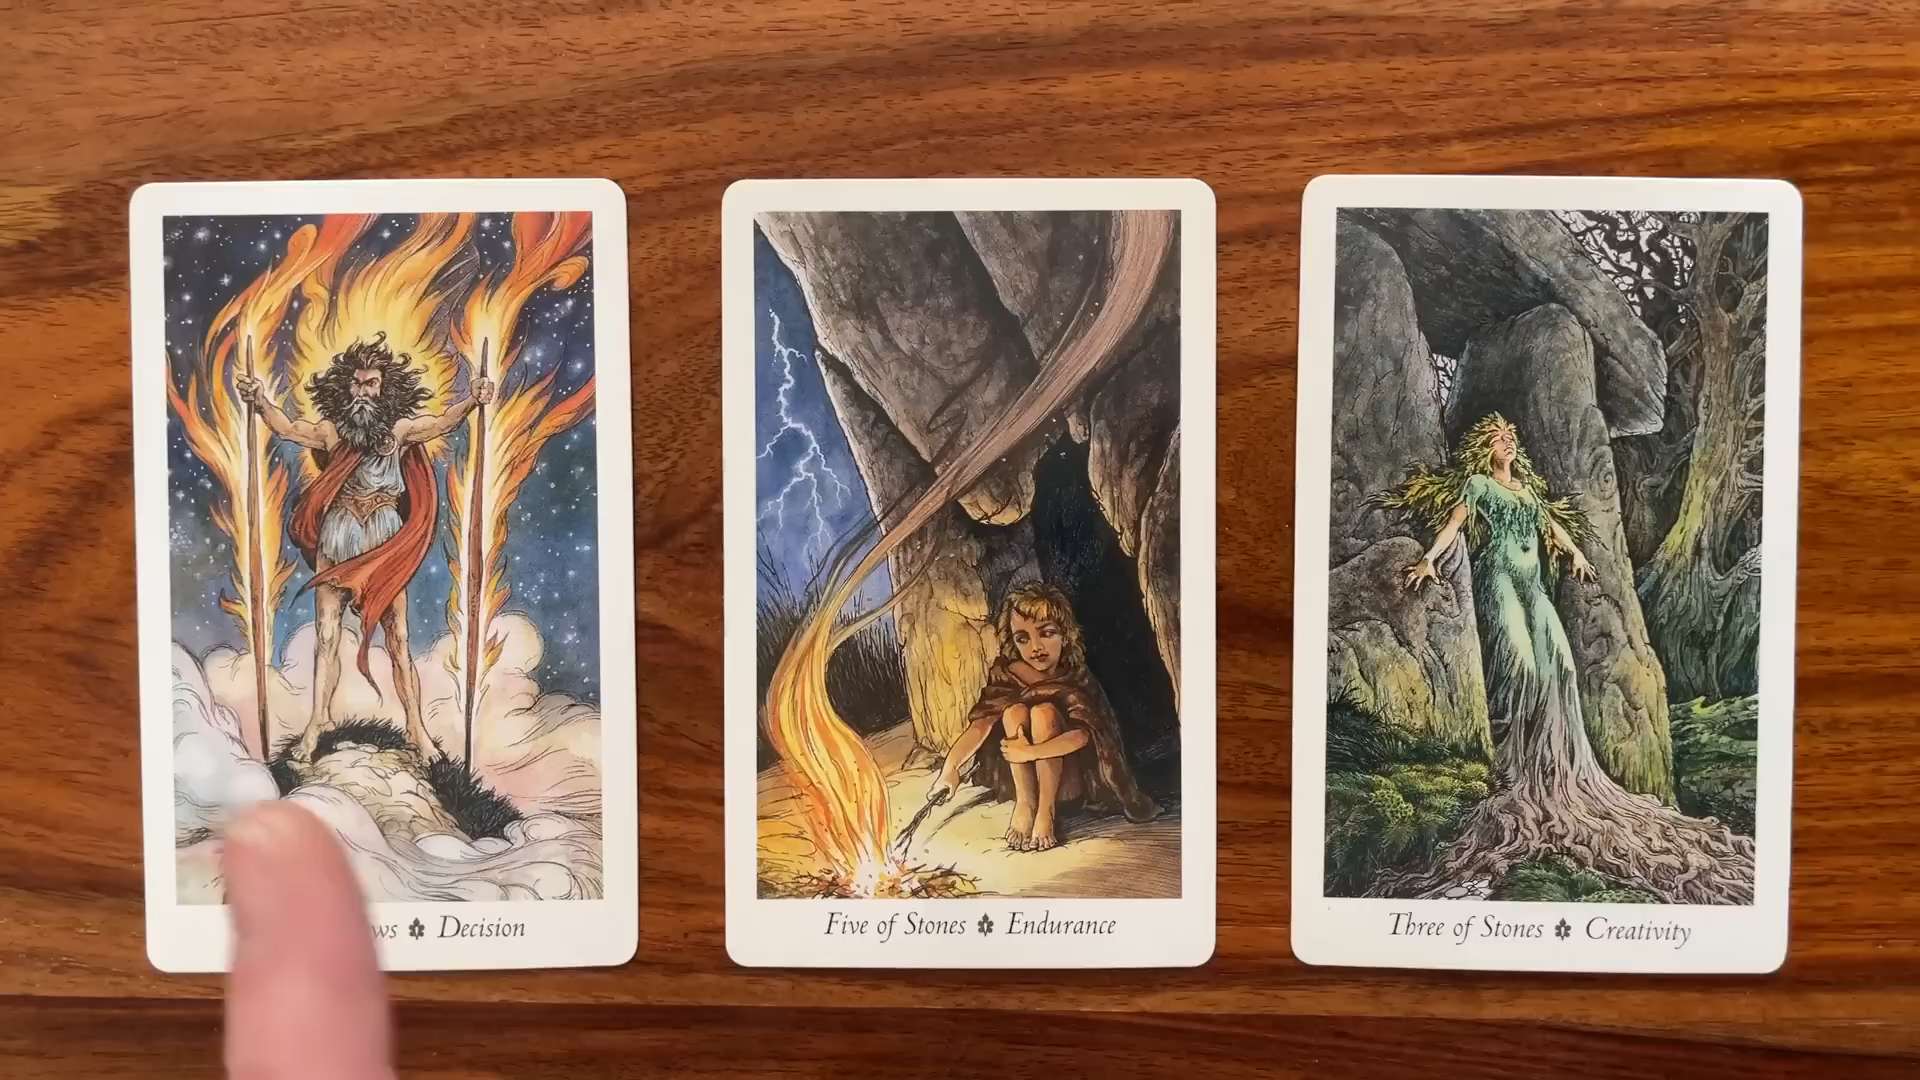 ws Decision
Five of Stones Endurance
Three of Stones Creativity